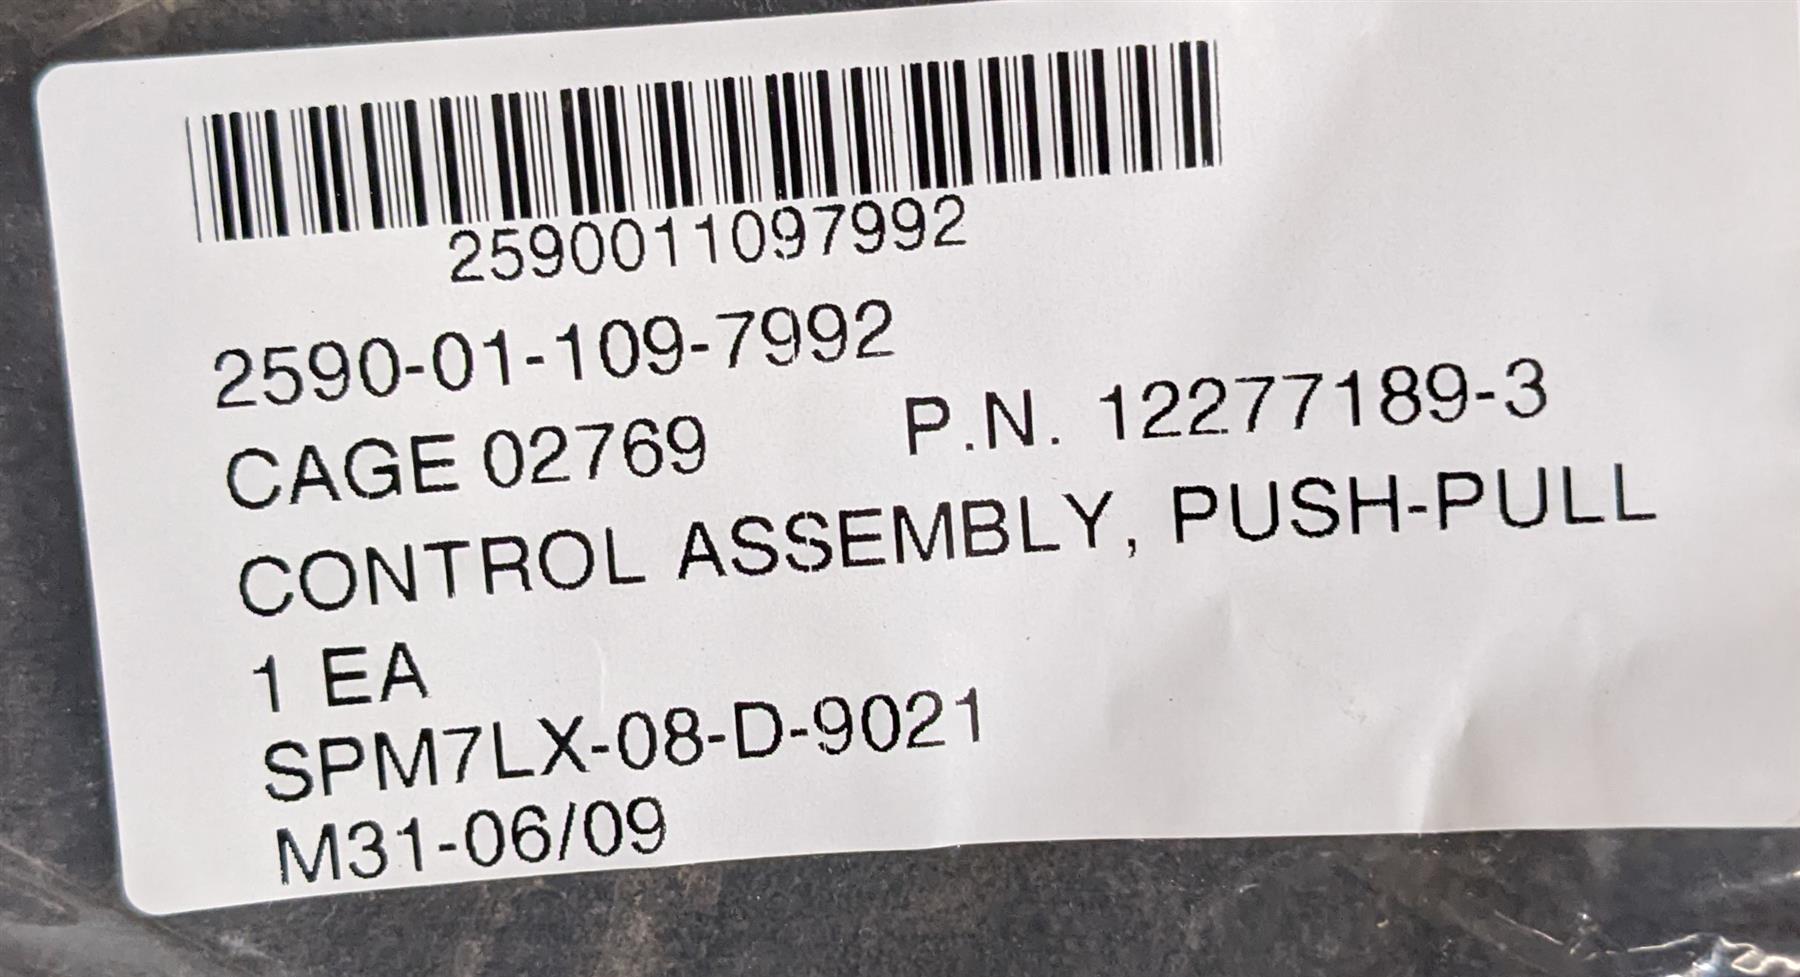 2590011097992
2590-01-109-7992
CAGE 02769 P.N. 12277189-3
CONTROL ASSEMBLY, PUSH-PULL
1 EA
SPM7LX-08-D-9021
M31-06/09